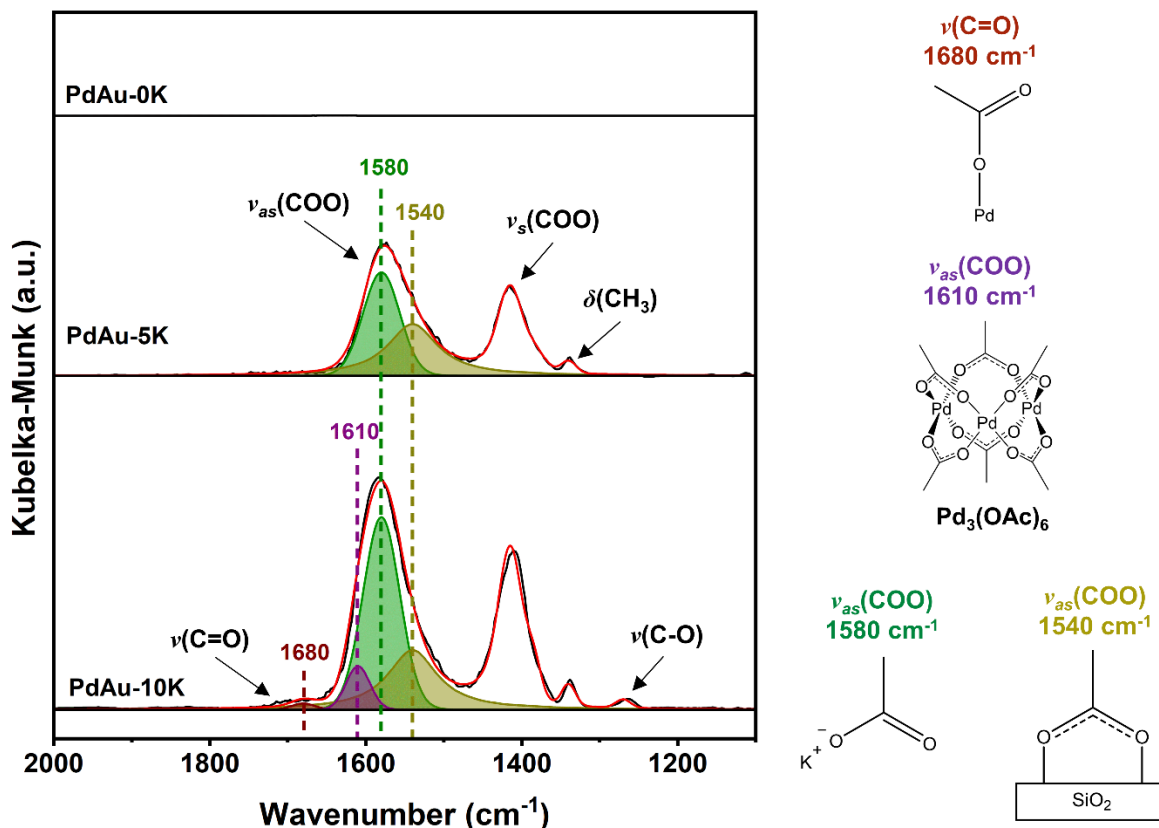 PdAu-0K
1580
νas(COO)
1540
νs(COO)
δ(CH3)
PdAu-5K
1610
ν(C=O)
1680
ν(C-O)
PdAu-10K
2000 1800 1600 1400 1200
Wavenumber (cm-1)
Kubelka-Munk (a.u.)
ν(C=O)
1680 cm-1
O
O
Pd
νas(COO)
1610 cm-1
O O
O O O O
Pd Pd Pd
O O
O O O O
Pd3(OAc)6
νas(COO)
1580 cm-1
O−
K+
O
νas(COO)
1540 cm-1
O O
SiO2